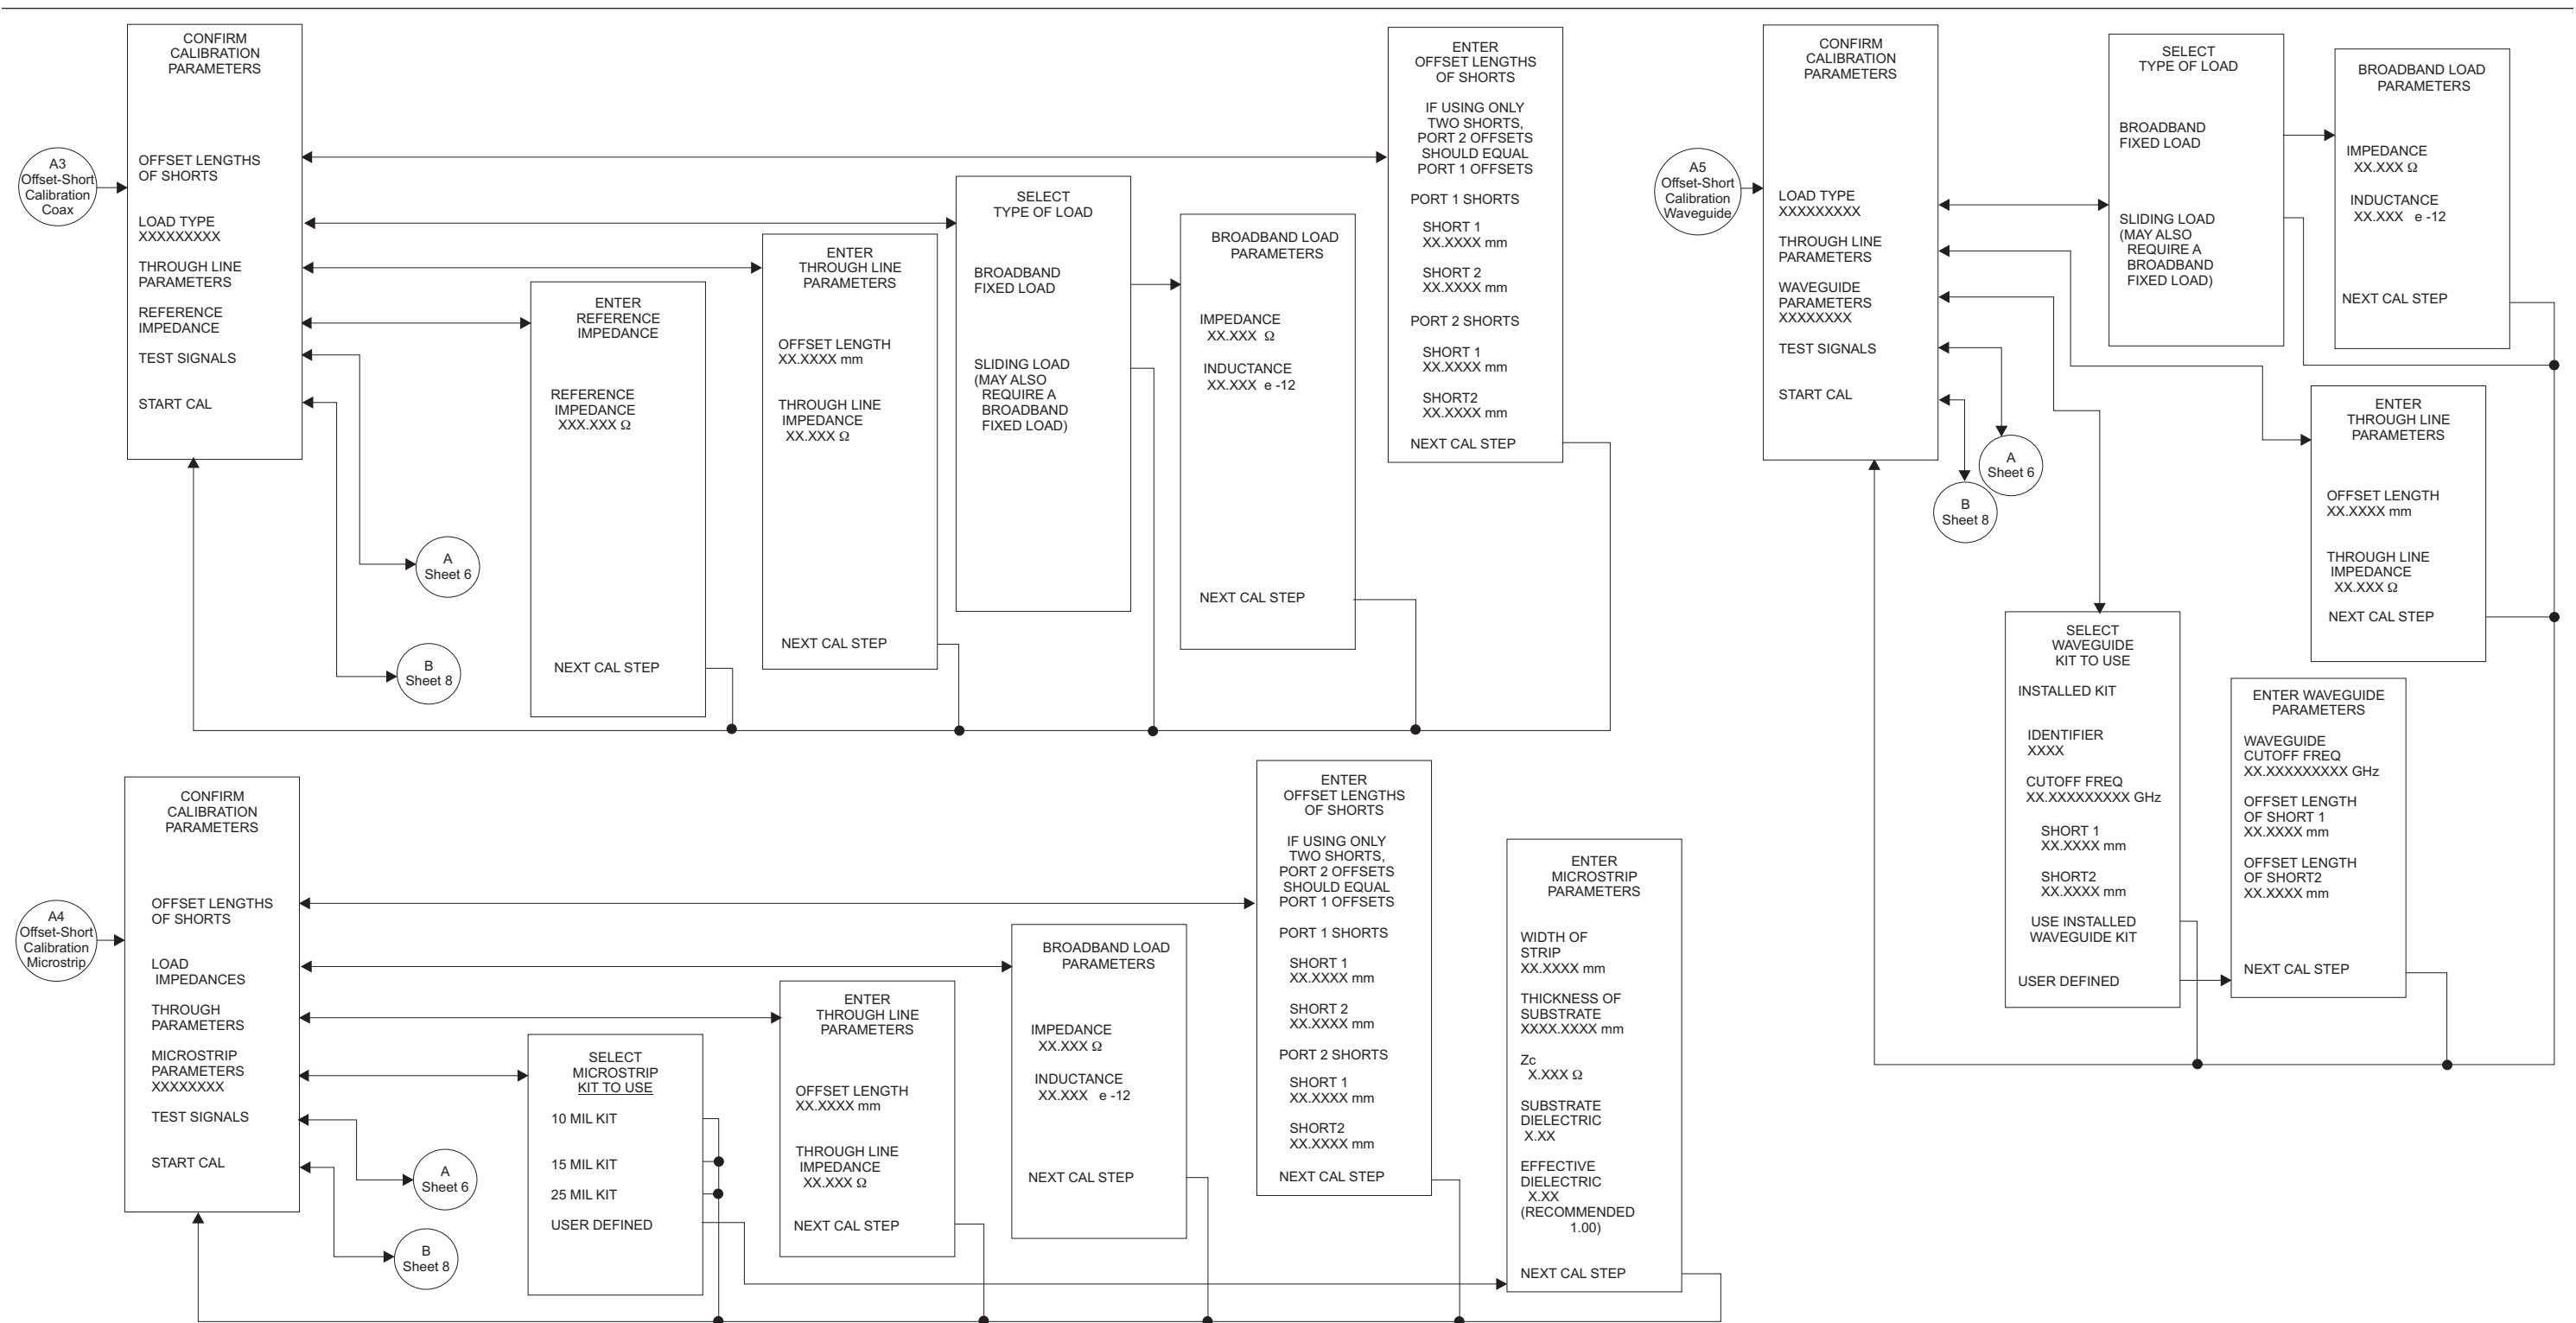 A3
Offset-Short
Calibration
Coax
CONFIRM
CALIBRATION
PARAMETERS
OFFSET LENGTHS
OF SHORTS
LOAD TYPE
XXXXXXXXX
THROUGH LINE
PARAMETERS
REFERENCE
IMPEDANCE
TEST SIGNALS
START CAL
A
Sheet 6
B
Sheet 8
ENTER
REFERENCE
IMPEDANCE
REFERENCE
IMPEDANCE
XXX.XXX Ω
NEXT CAL STEP
ENTER
THROUGH LINE
PARAMETERS
OFFSET LENGTH
XX.XXXX mm
THROUGH LINE
IMPEDANCE
XX.XXX Ω
NEXT CAL STEP
SELECT
TYPE OF LOAD
BROADBAND
FIXED LOAD
SLIDING LOAD
(MAY ALSO
REQUIRE A
BROADBAND
FIXED LOAD)
BROADBAND LOAD
PARAMETERS
IMPEDANCE
XX.XXX Ω
INDUCTANCE
XX.XXX e -12
NEXT CAL STEP
ENTER
OFFSET LENGTHS
OF SHORTS
IF USING ONLY
TWO SHORTS,
PORT 2 OFFSETS
SHOULD EQUAL
PORT 1 OFFSETS
PORT 1 SHORTS
SHORT 1
XX.XXXX mm
SHORT 2
XX.XXXX mm
PORT 2 SHORTS
SHORT 1
XX.XXXX mm
SHORT2
XX.XXXX mm
NEXT CAL STEP
A4
Offset-Short
Calibration
Microstrip
CONFIRM
CALIBRATION
PARAMETERS
OFFSET LENGTHS
OF SHORTS
LOAD
IMPEDANCES
THROUGH
PARAMETERS
MICROSTRIP
PARAMETERS
XXXXXXXX
TEST SIGNALS
START CAL
A
Sheet 6
B
Sheet 8
SELECT
MICROSTRIP
KIT TO USE
10 MIL KIT
15 MIL KIT
25 MIL KIT
USER DEFINED
ENTER
THROUGH LINE
PARAMETERS
OFFSET LENGTH
XX.XXXX mm
THROUGH LINE
IMPEDANCE
XX.XXX Ω
NEXT CAL STEP
BROADBAND LOAD
PARAMETERS
IMPEDANCE
XX.XXX Ω
INDUCTANCE
XX.XXX e -12
NEXT CAL STEP
ENTER
OFFSET LENGTHS
OF SHORTS
IF USING ONLY
TWO SHORTS,
PORT 2 OFFSETS
SHOULD EQUAL
PORT 1 OFFSETS
PORT 1 SHORTS
SHORT 1
XX.XXXX mm
SHORT 2
XX.XXXX mm
PORT 2 SHORTS
SHORT 1
XX.XXXX mm
SHORT2
XX.XXXX mm
NEXT CAL STEP
ENTER
MICROSTRIP
PARAMETERS
WIDTH OF
STRIP
XX.XXXX mm
THICKNESS OF
SUBSTRATE
XXXX.XXXX mm
Zc
X.XXX Ω
SUBSTRATE
DIELECTRIC
X.XX
EFFECTIVE
DIELECTRIC
X.XX
(RECOMMENDED
1.00)
NEXT CAL STEP
A5
Offset-Short
Calibration
Waveguide
CONFIRM
CALIBRATION
PARAMETERS
LOAD TYPE
XXXXXXXXX
THROUGH LINE
PARAMETERS
WAVEGUIDE
PARAMETERS
XXXXXXXX
TEST SIGNALS
START CAL
A
Sheet 6
B
Sheet 8
SELECT
TYPE OF LOAD
BROADBAND
FIXED LOAD
SLIDING LOAD
(MAY ALSO
REQUIRE A
BROADBAND
FIXED LOAD)
BROADBAND LOAD
PARAMETERS
IMPEDANCE
XX.XXX Ω
INDUCTANCE
XX.XXX e -12
NEXT CAL STEP
ENTER
THROUGH LINE
PARAMETERS
OFFSET LENGTH
XX.XXXX mm
THROUGH LINE
IMPEDANCE
XX.XXX Ω
NEXT CAL STEP
SELECT
WAVEGUIDE
KIT TO USE
INSTALLED KIT
IDENTIFIER
XXXX
CUTOFF FREQ
XX.XXXXXXXXX GHz
SHORT 1
XX.XXXX mm
SHORT2
XX.XXXX mm
USE INSTALLED
WAVEGUIDE KIT
USER DEFINED
ENTER WAVEGUIDE
PARAMETERS
WAVEGUIDE
CUTOFF FREQ
XX.XXXXXXXXX GHz
OFFSET LENGTH
OF SHORT 1
XX.XXXX mm
OFFSET LENGTH
OF SHORT2
XX.XXXX mm
NEXT CAL STEP